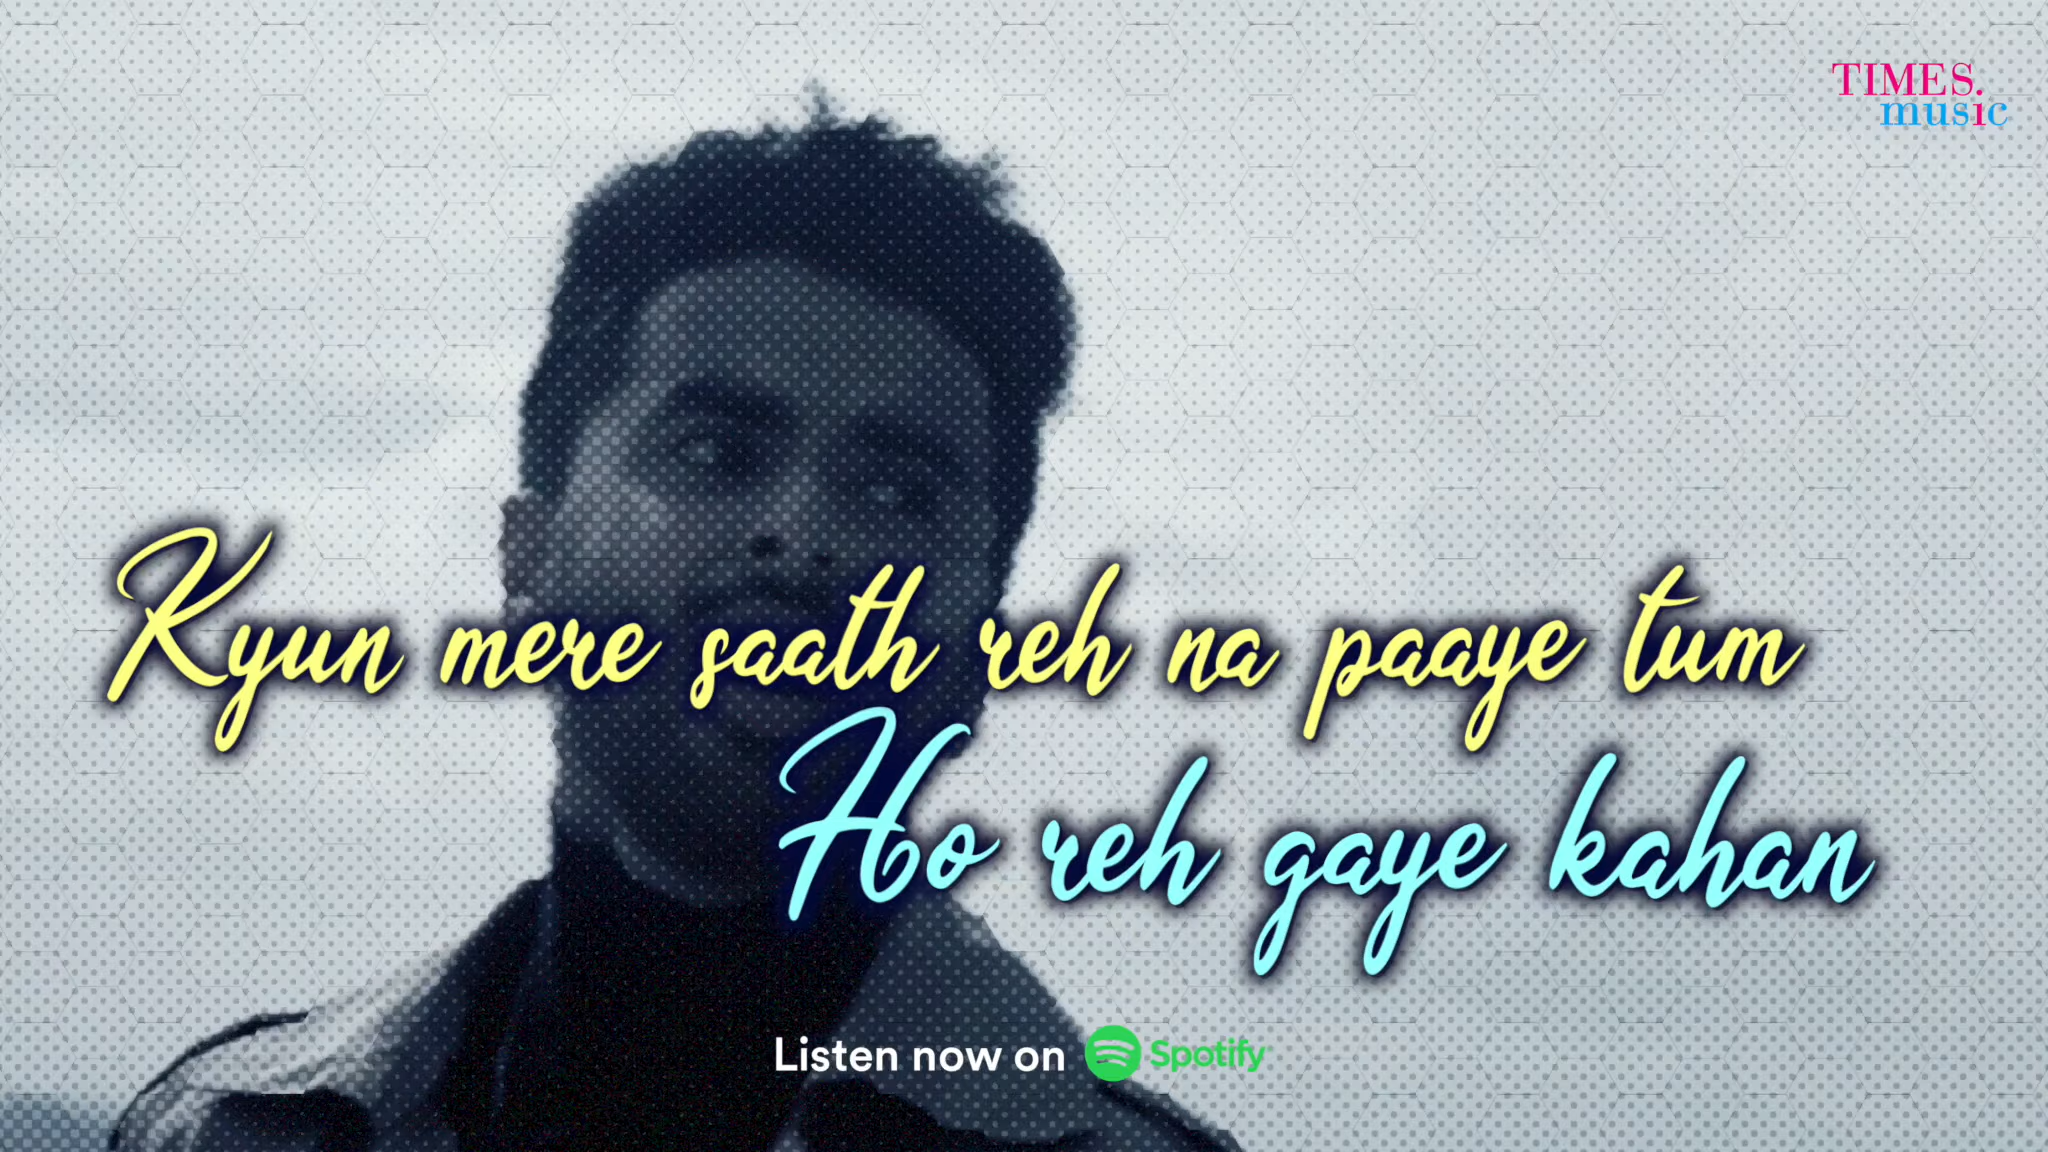 TIMES.
music
Kyun mere saath reh na paaye tum
Ho reh gaye kahan
Listen now on Spotify